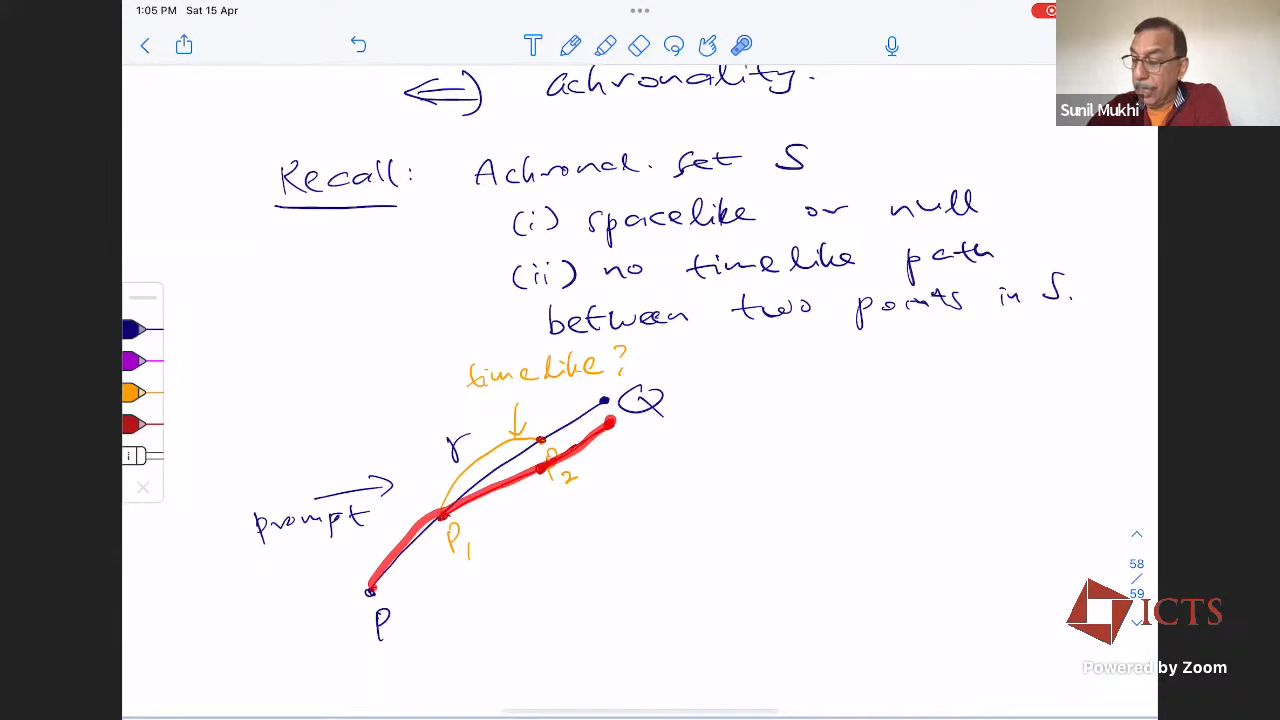 1:05 PM Sat 15 Apr
T
achronality.
Sunil Mukhi
Recall: Achronal. set S
(i) spacelike or null
(ii) no timelike path
between two points in S.
timelike?
Q
γ
P2
prompt
P1
P
i
58
/
59
ICTS
Powered by Zoom